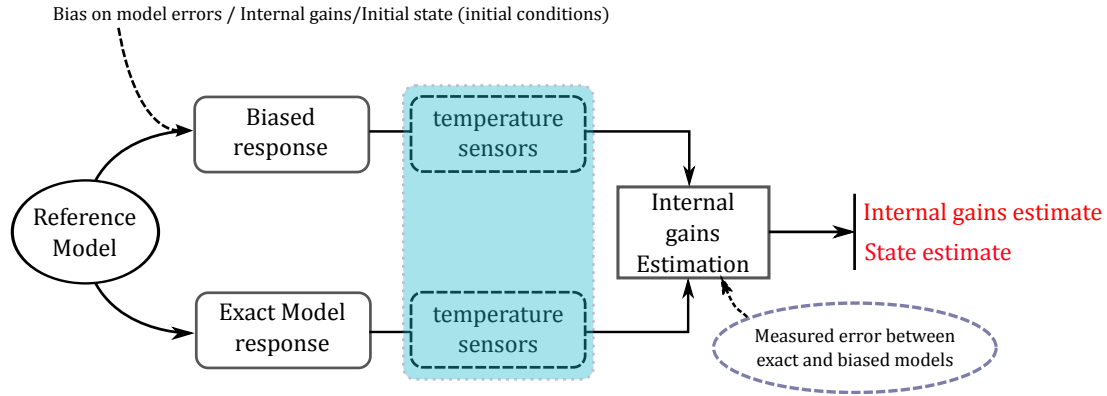 Bias on model errors / Internal gains/Initial state (initial conditions)
Biased
response
temperature
sensors
Reference
Model
Internal
gains
Estimation
Internal gains estimate
State estimate
Exact Model
response
temperature
sensors
Measured error between
exact and biased models